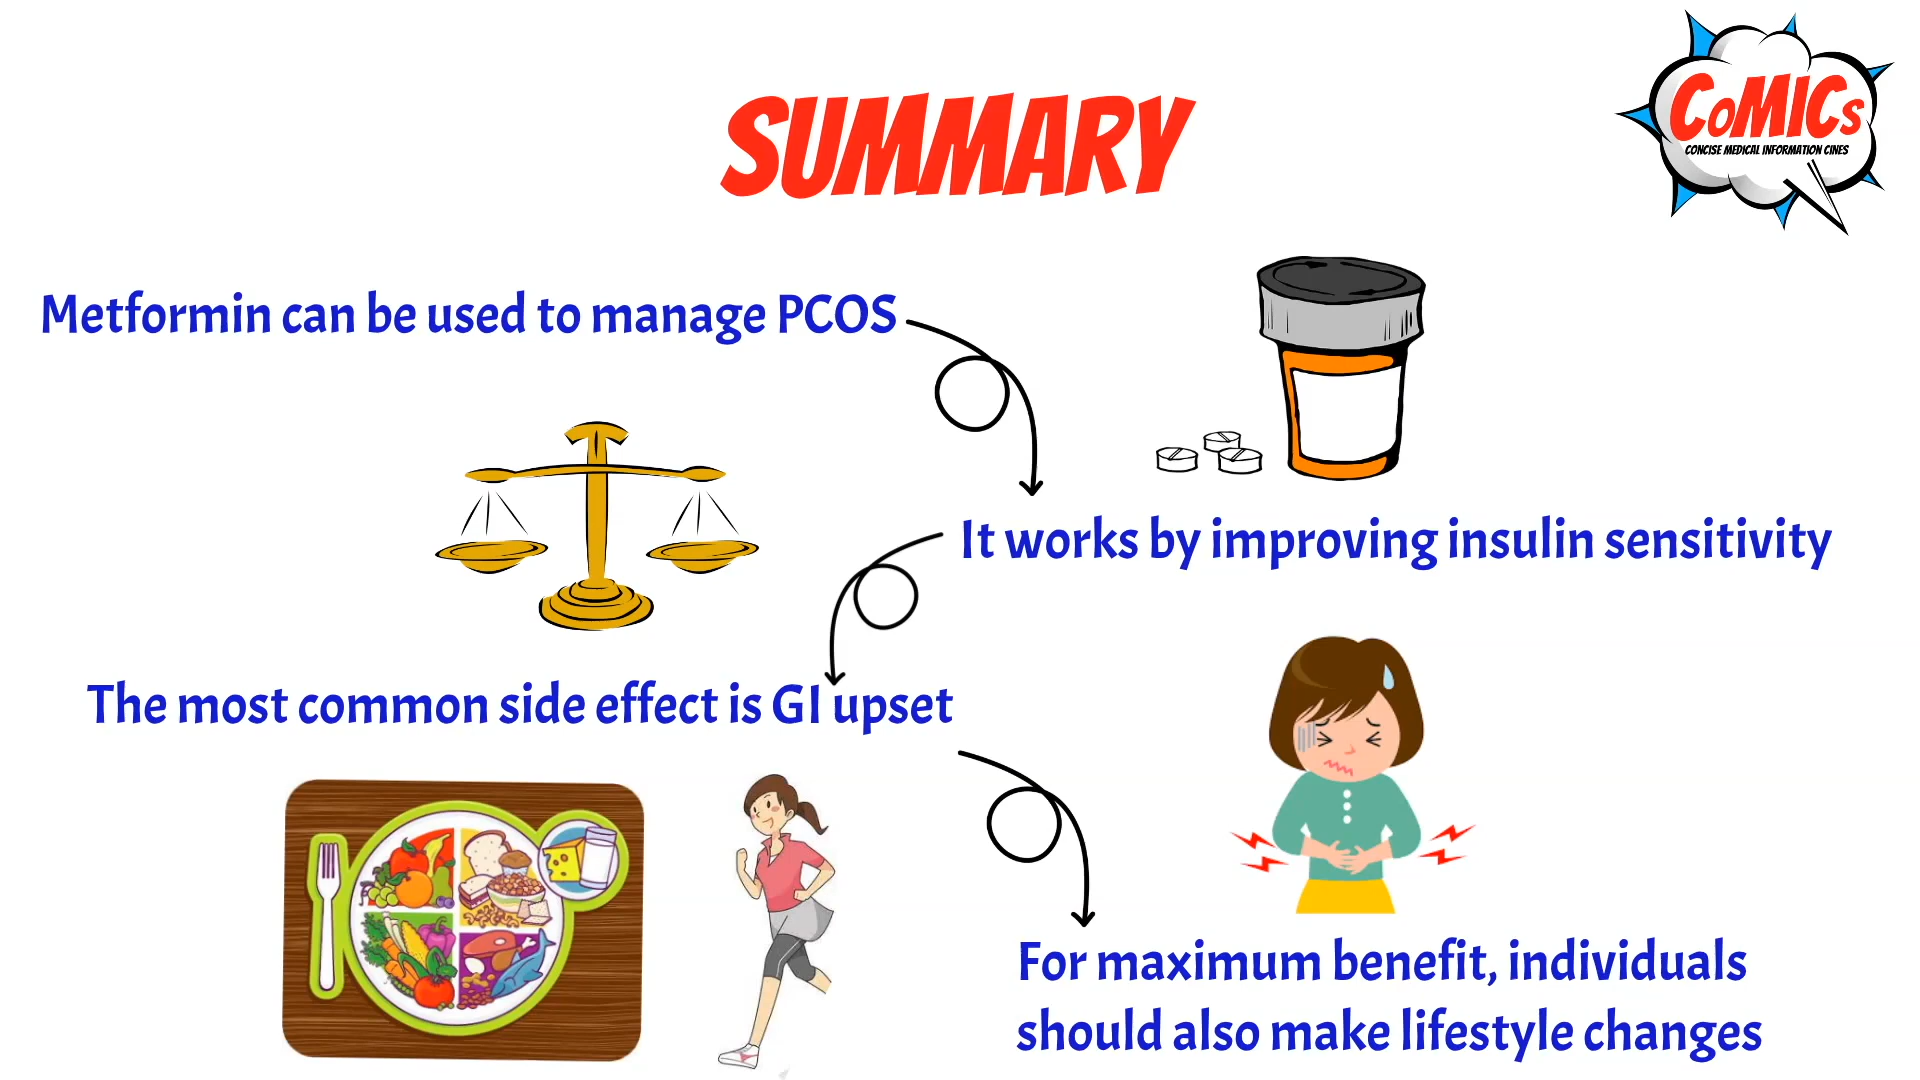 SUMMARY
CoMICs
CONCISE MEDICAL INFORMATION CINES
Metformin can be used to manage PCOS
It works by improving insulin sensitivity
The most common side effect is GI upset
For maximum benefit, individuals
should also make lifestyle changes